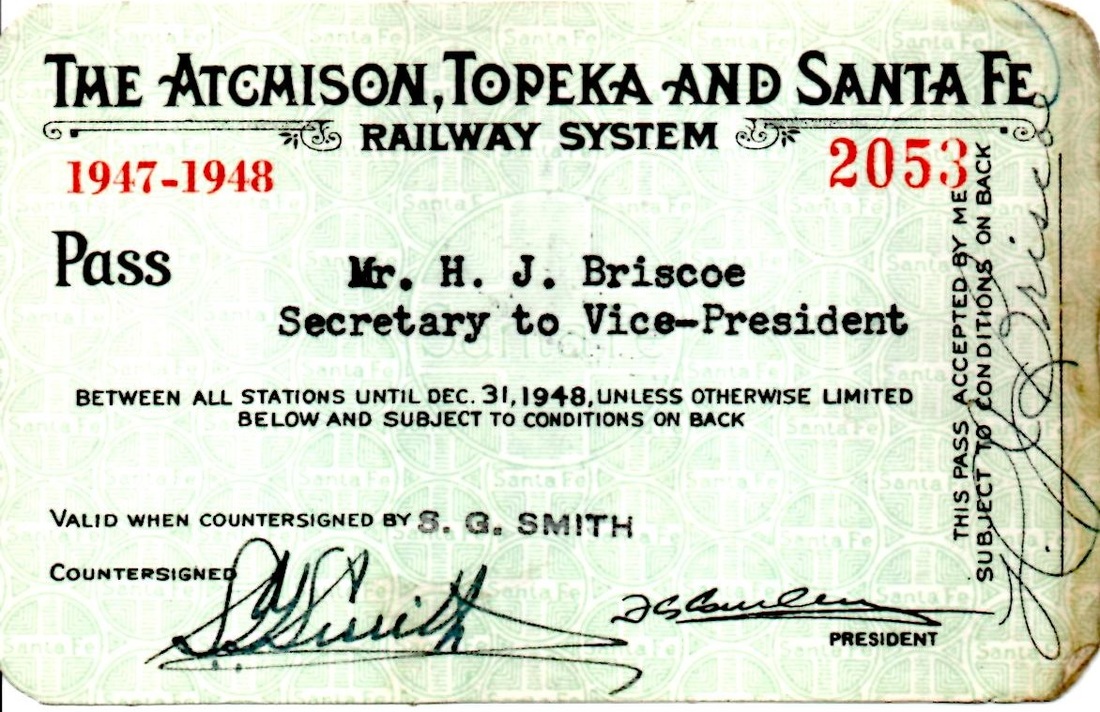 THE ATCHISON, TOPEKA AND SANTA FE
RAILWAY SYSTEM
1947-1948
2053
Pass
Mr. H. J. Briscoe
Secretary to Vice-President
BETWEEN ALL STATIONS UNTIL DEC. 31, 1948, UNLESS OTHERWISE LIMITED
BELOW AND SUBJECT TO CONDITIONS ON BACK
VALID WHEN COUNTERSIGNED BY S. G. SMITH
COUNTERSIGNED S G Smith
PRESIDENT
THIS PASS ACCEPTED BY ME
SUBJECT TO CONDITIONS ON BACK
H. J. Briscoe